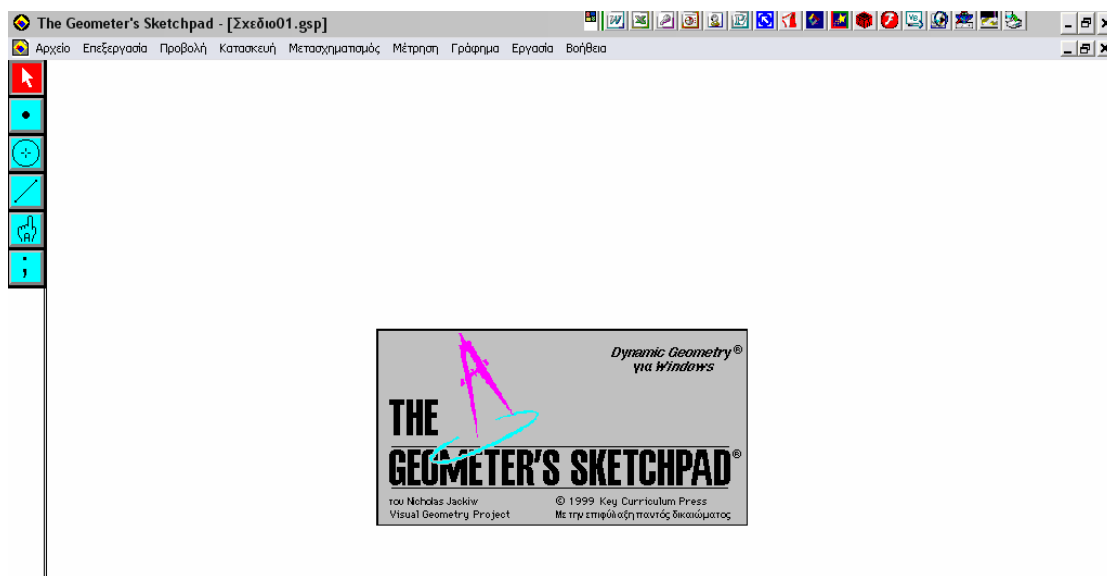 The Geometer's Sketchpad - [Σχεδιο01.gsp]
Αρχείο Επεξεργασία Προβολή Κατασκευή Μετασχηματισμός Μέτρηση Γράφημα Εργασία Βοήθεια
A
Dynamic Geometry®
για Windows
THE
GEOMETER'S SKETCHPAD®
του Nicholas Jackiw
Visual Geometry Project
© 1999 Key Curriculum Press
Με την επιφύλαξη παντός δικαιώματος